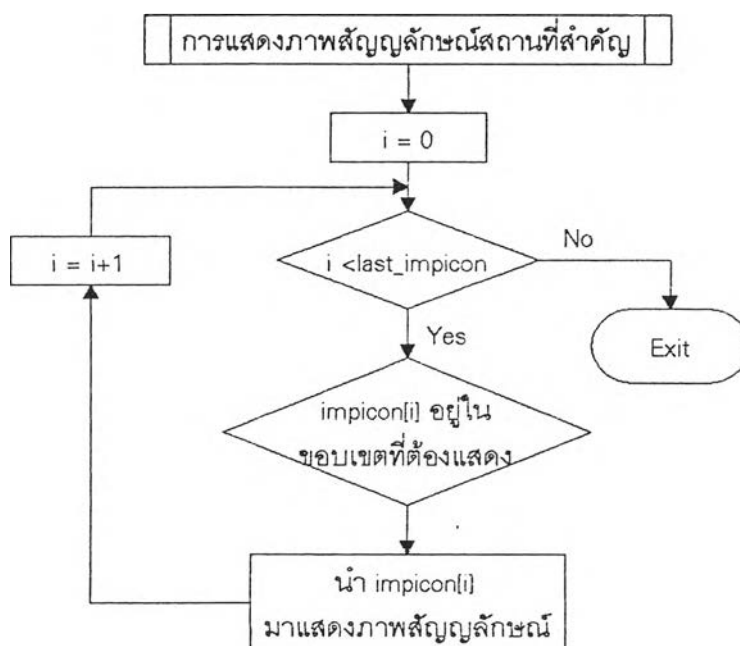 การแสดงภาพสัญญลักษณ์สถานที่สำคัญ
i = 0
i = i+1
i <last_impicon
No
Yes
Exit
impicon[i] อยู่ใน
ขอบเขตที่ต้องแสดง
นำ impicon[i]
มาแสดงภาพสัญญลักษณ์